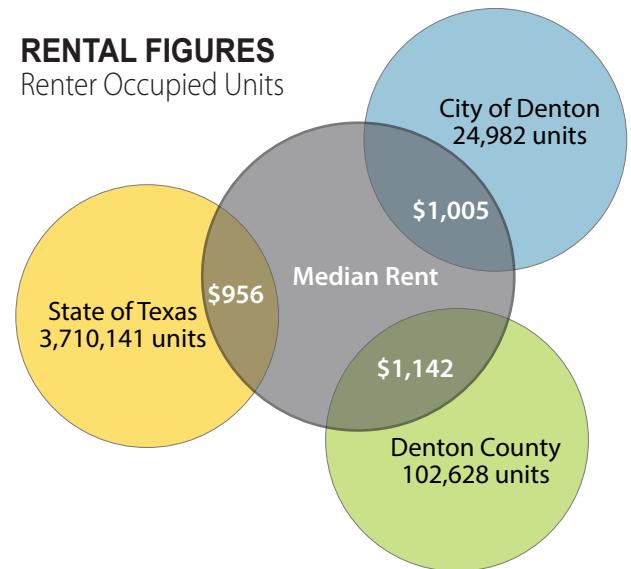 RENTAL FIGURES
Renter Occupied Units
City of Denton
24,982 units
$1,005
Median Rent
$956
State of Texas
3,710,141 units
$1,142
Denton County
102,628 units